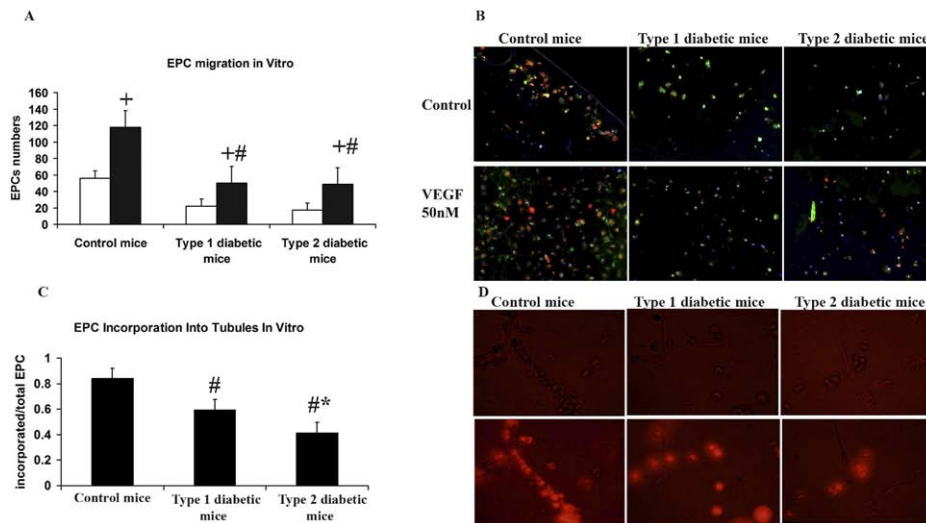 A
EPC migration in Vitro
EPCs numbers
160
140
120
100
80
60
40
20
0
+
+#
+#
Control mice
Type 1 diabetic mice
Type 2 diabetic mice
B
Control mice
Type 1 diabetic mice
Type 2 diabetic mice
Control
VEGF
50nM
C
EPC Incorporation Into Tubules In Vitro
incorporated/total EPC
1
0.8
0.6
0.4
0.2
0
#
#*
Control mice
Type 1 diabetic
mice
Type 2 diabetic
mice
D
Control mice
Type 1 diabetic mice
Type 2 diabetic mice